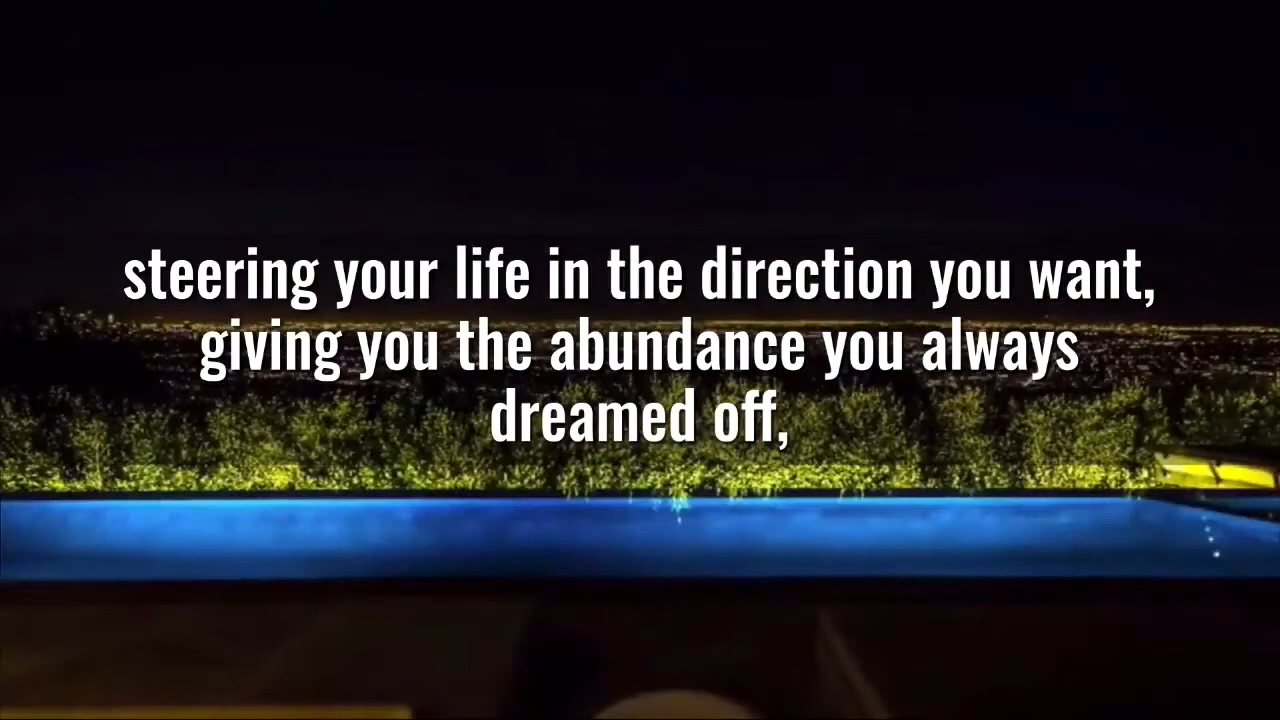 steering your life in the direction you want,
giving you the abundance you always
dreamed off,